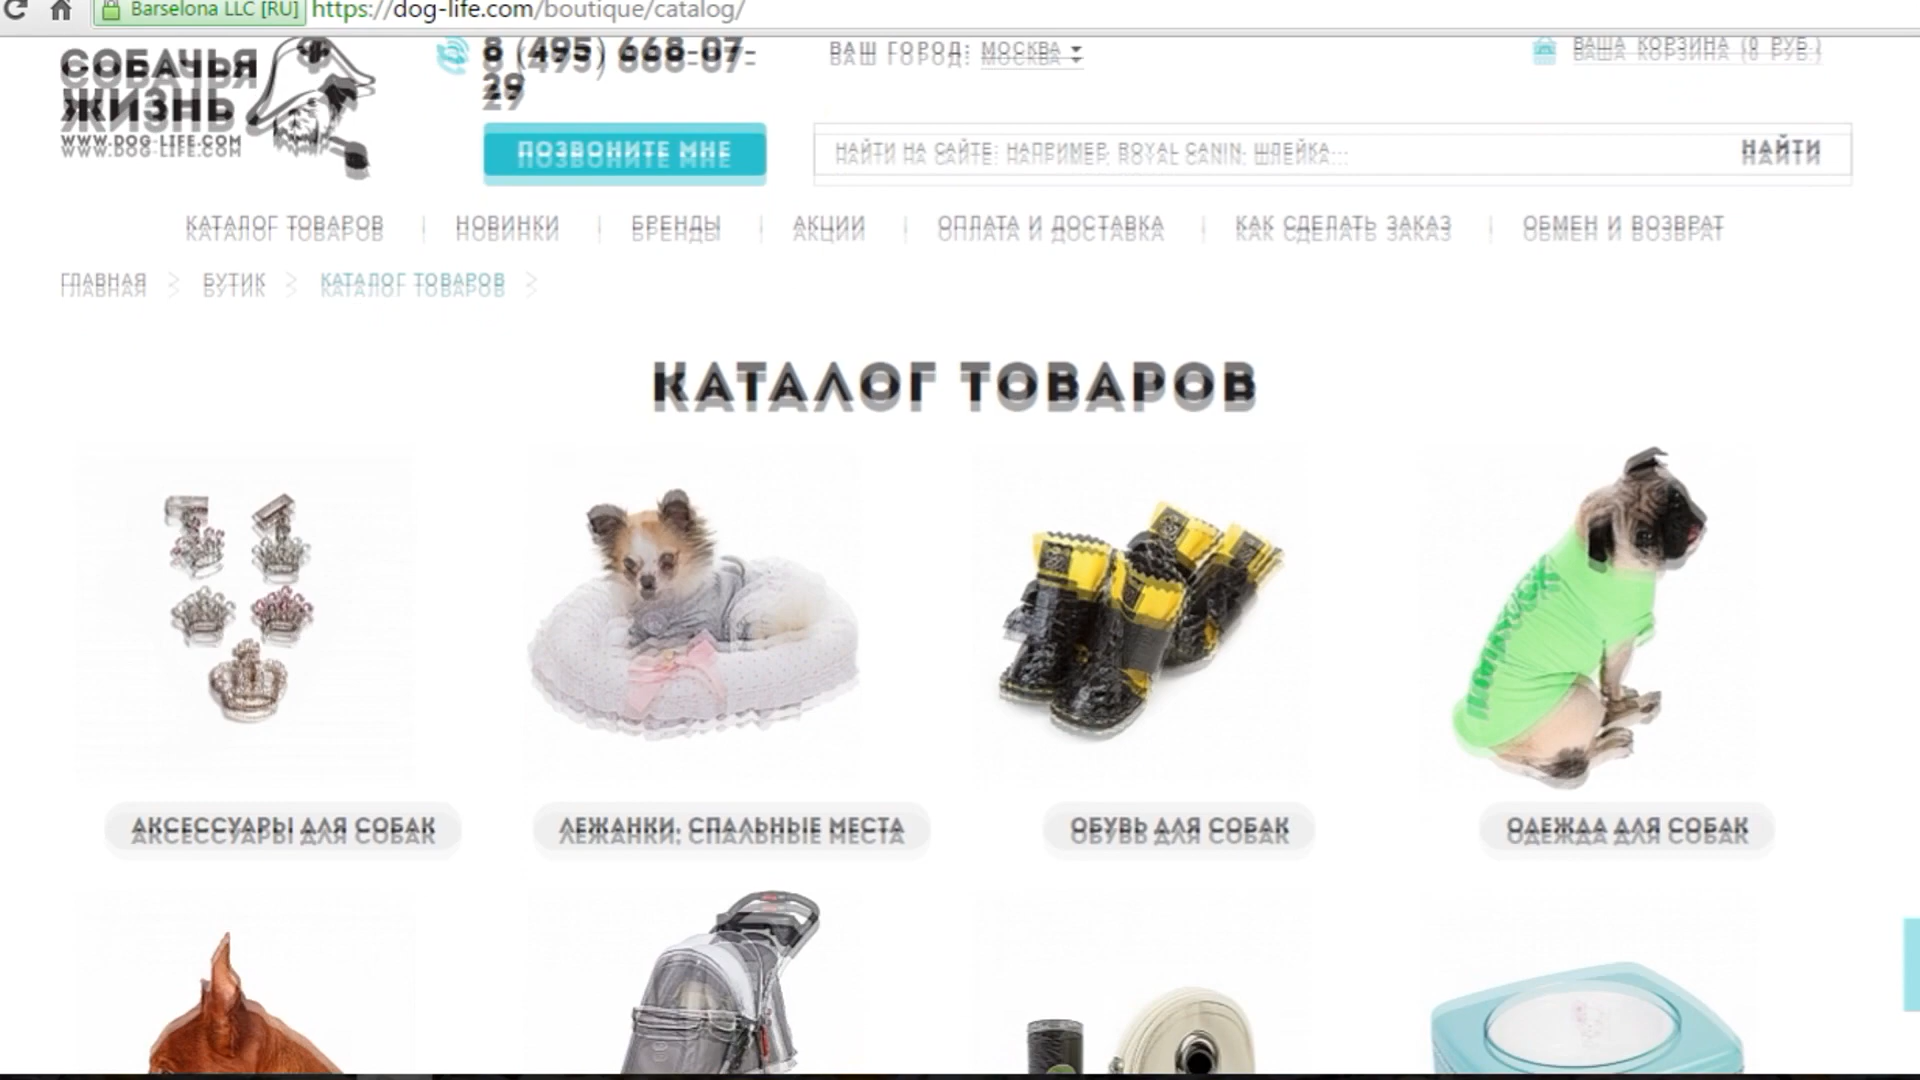 Barselona LLC [RU] https://dog-life.com/boutique/catalog/
СОБАЧЬЯ
ЖИЗНЬ
WWW.DOG-LIFE.COM
8 (495) 668-07-
29
ВАШ ГОРОД: МОСКВА
ВАША КОРЗИНА (0 РУБ.)
ПОЗВОНИТЕ МНЕ
НАЙТИ НА САЙТЕ: НАПРИМЕР, ROYAL CANIN, ШЛЕЙКА...
НАЙТИ
КАТАЛОГ ТОВАРОВ НОВИНКИ БРЕНДЫ АКЦИИ ОПЛАТА И ДОСТАВКА КАК СДЕЛАТЬ ЗАКАЗ ОБМЕН И ВОЗВРАТ
ГЛАВНАЯ БУТИК КАТАЛОГ ТОВАРОВ
КАТАЛОГ ТОВАРОВ
АКСЕССУАРЫ ДЛЯ СОБАК
ЛЕЖАНКИ, СПАЛЬНЫЕ МЕСТА
ОБУВЬ ДЛЯ СОБАК
ОДЕЖДА ДЛЯ СОБАК